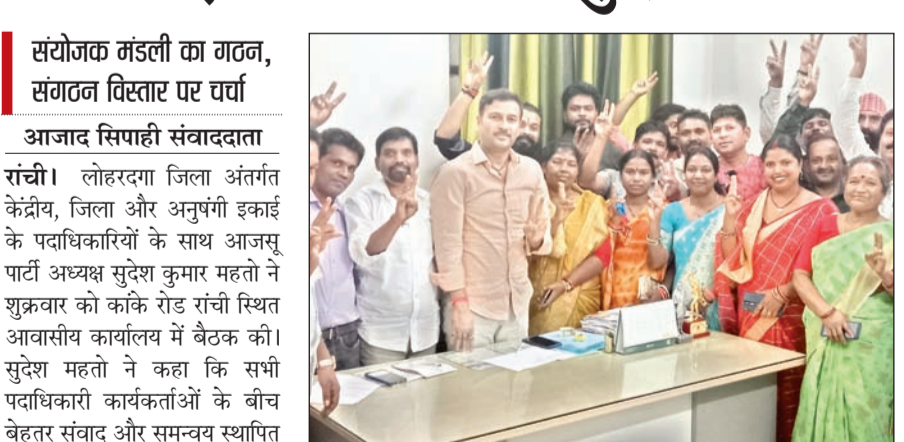 संयोजक मंडली का गठन,
संगठन विस्तार पर चर्चा
आजाद सिपाही संवाददाता
रांची। लोहरदगा जिला अंतर्गत
केंद्रीय, जिला और अनुषंगी इकाई
के पदाधिकारियों के साथ आजसू
पार्टी अध्यक्ष सुदेश कुमार महतो ने
शुक्रवार को कांके रोड रांची स्थित
आवासीय कार्यालय में बैठक की।
सुदेश महतो ने कहा कि सभी
पदाधिकारी कार्यकर्ताओं के बीच
बेहतर संवाद और समन्वय स्थापित